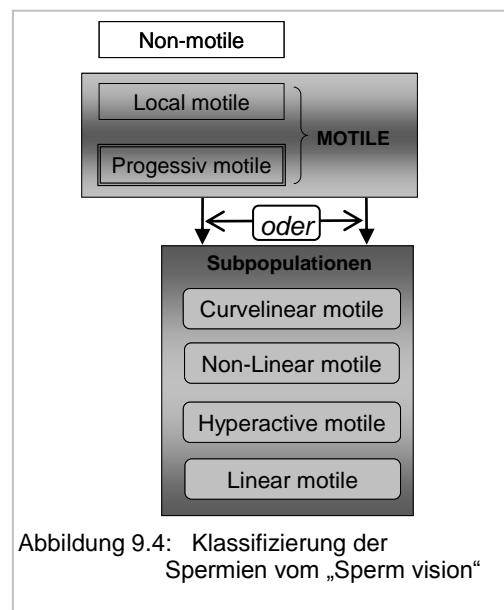 Non-motile
Local motile
MOTILE
Progessiv motile
oder
Subpopulationen
Curvelinear motile
Non-Linear motile
Hyperactive motile
Linear motile
Abbildung 9.4: Klassifizierung der
Spermien vom „Sperm vision“